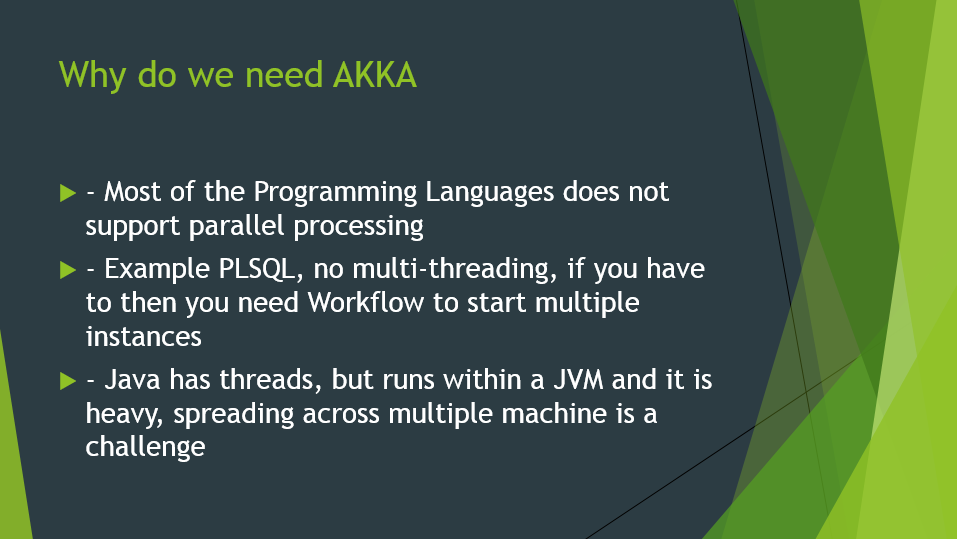 Why do we need AKKA
- Most of the Programming Languages does not
support parallel processing
- Example PLSQL, no multi-threading, if you have
to then you need Workflow to start multiple
instances
- Java has threads, but runs within a JVM and it is
heavy, spreading across multiple machine is a
challenge